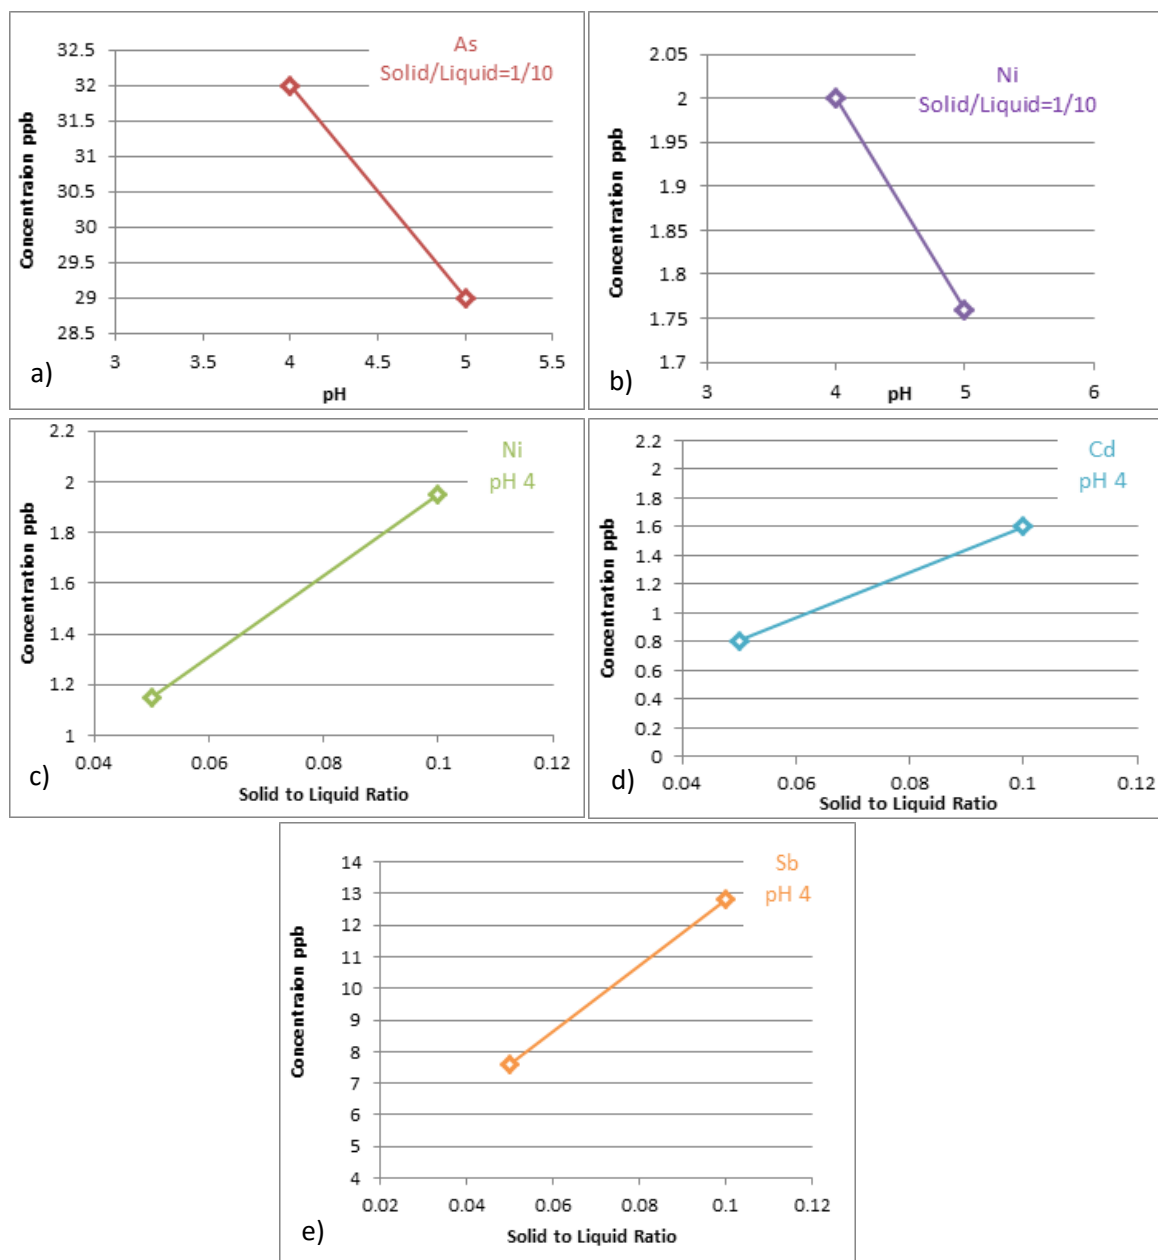 As
Solid/Liquid=1/10
Concentraion ppb
32.5
32
31.5
31
30.5
30
29.5
29
28.5
3 3.5 4 4.5 5 5.5
pH
a)
Ni
Solid/Liquid=1/10
Concentration ppb
2.05
2
1.95
1.9
1.85
1.8
1.75
1.7
3 4 5 6
pH
b)
Ni
pH 4
Concentraion ppb
2.2
2
1.8
1.6
1.4
1.2
1
0.04 0.06 0.08 0.1 0.12
Solid to Liquid Ratio
c)
Cd
pH 4
Concentration ppb
2.2
2
1.8
1.6
1.4
1.2
1
0.8
0.6
0.4
0.2
0
0.04 0.06 0.08 0.1 0.12
Solid to Liquid Ratio
d)
Sb
pH 4
Concentraion ppb
14
13
12
11
10
9
8
7
6
5
4
0.02 0.04 0.06 0.08 0.1 0.12
Solid to Liquid Ratio
e)